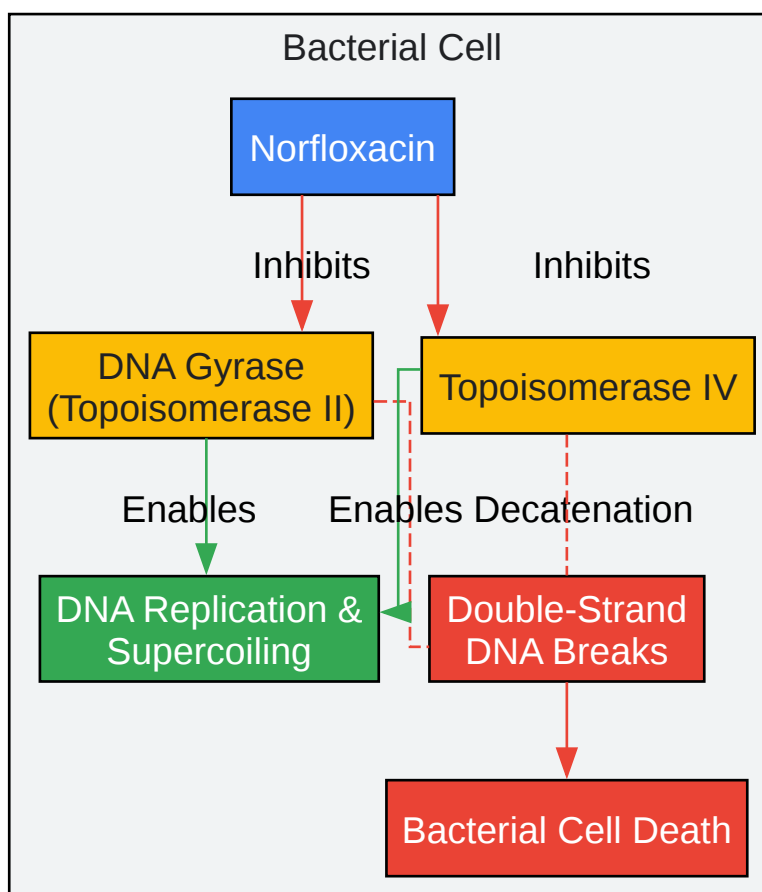 Bacterial Cell
Norfloxacin
Inhibits
Inhibits
DNA Gyrase
(Topoisomerase II)
Topoisomerase IV
Enables
Enables Decatenation
DNA Replication &
Supercoiling
Double-Strand
DNA Breaks
Bacterial Cell Death